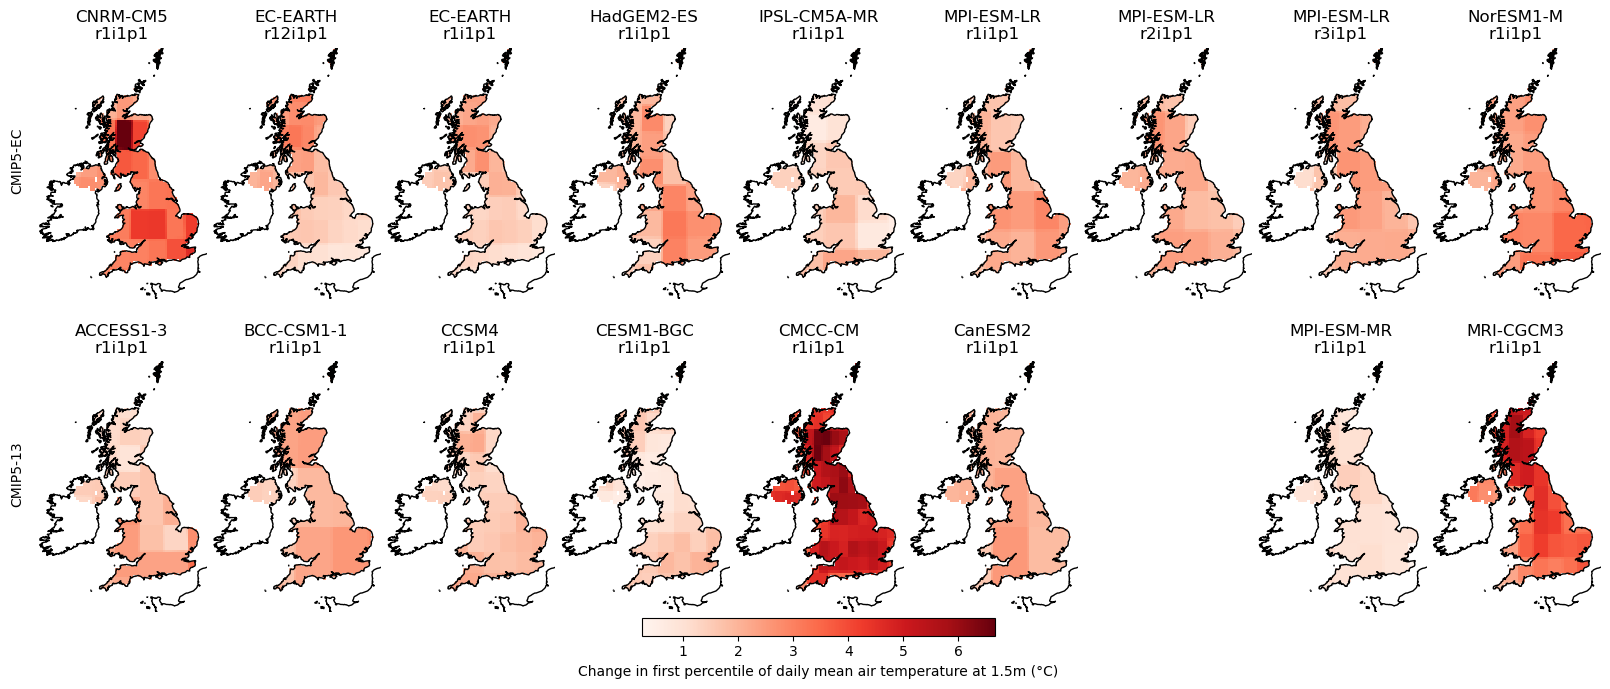 CNRM-CM5 EC-EARTH EC-EARTH HadGEM2-ES IPSL-CM5A-MR MPI-ESM-LR MPI-ESM-LR MPI-ESM-LR NorESM1-M
r1i1p1 r12i1p1 r1i1p1 r1i1p1 r1i1p1 r1i1p1 r2i1p1 r3i1p1 r1i1p1
CMIP5-EC
ACCESS1-3 BCC-CSM1-1 CCSM4 CESM1-BGC CMCC-CM CanESM2 MPI-ESM-MR MRI-CGCM3
r1i1p1 r1i1p1 r1i1p1 r1i1p1 r1i1p1 r1i1p1 r1i1p1 r1i1p1
CMIP5-13
1 2 3 4 5 6
Change in first percentile of daily mean air temperature at 1.5m (°C)